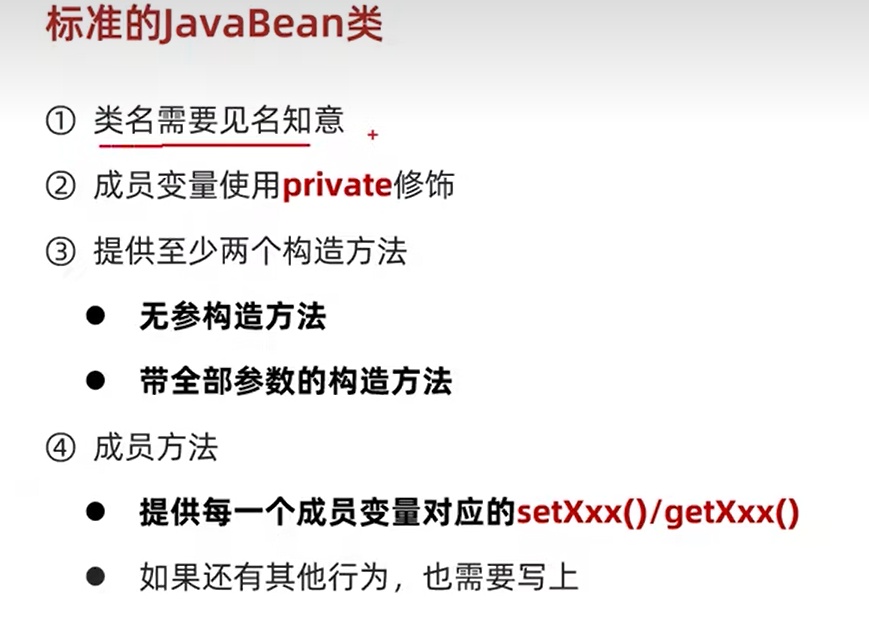 标准的JavaBean类
① 类名需要见名知意
② 成员变量使用private修饰
③ 提供至少两个构造方法
● 无参构造方法
● 带全部参数的构造方法
④ 成员方法
● 提供每一个成员变量对应的setXxx()/getXxx()
● 如果还有其他行为，也需要写上